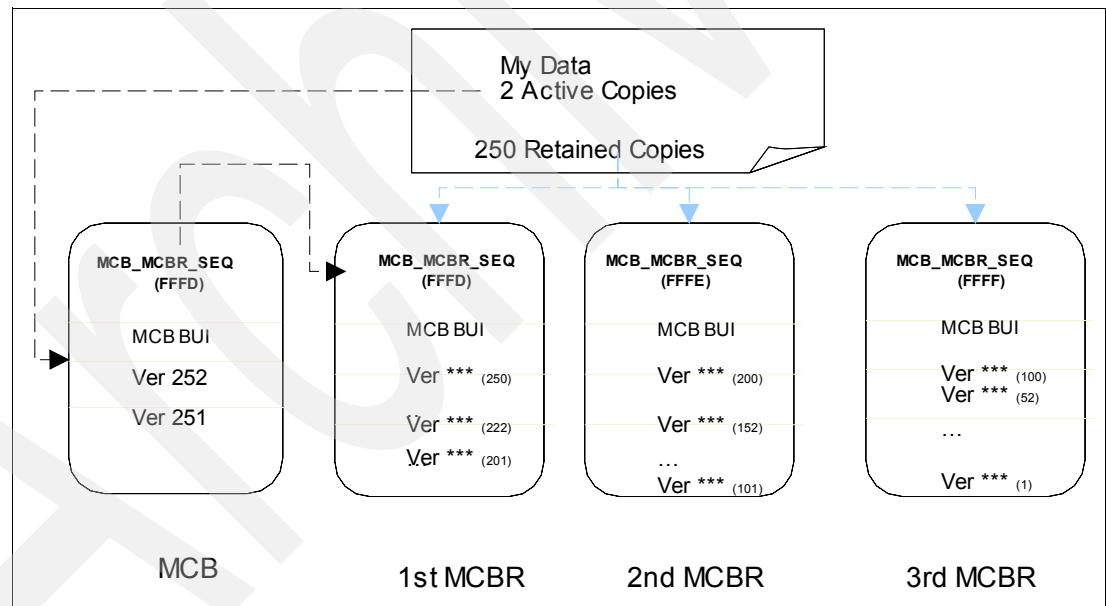 My Data
2 Active Copies
250 Retained Copies
MCB_MCBR_SEQ
(FFFD)
MCB BUI
Ver 252
Ver 251
MCB
MCB_MCBR_SEQ
(FFFD)
MCB BUI
Ver *** (250)
Ver *** (222)
...
Ver *** (201)
1st MCBR
MCB_MCBR_SEQ
(FFFE)
MCB BUI
Ver *** (200)
Ver *** (152)
...
Ver *** (101)
2nd MCBR
MCB_MCBR_SEQ
(FFFF)
MCB BUI
Ver *** (100)
Ver *** (52)
...
Ver *** (1)
3rd MCBR